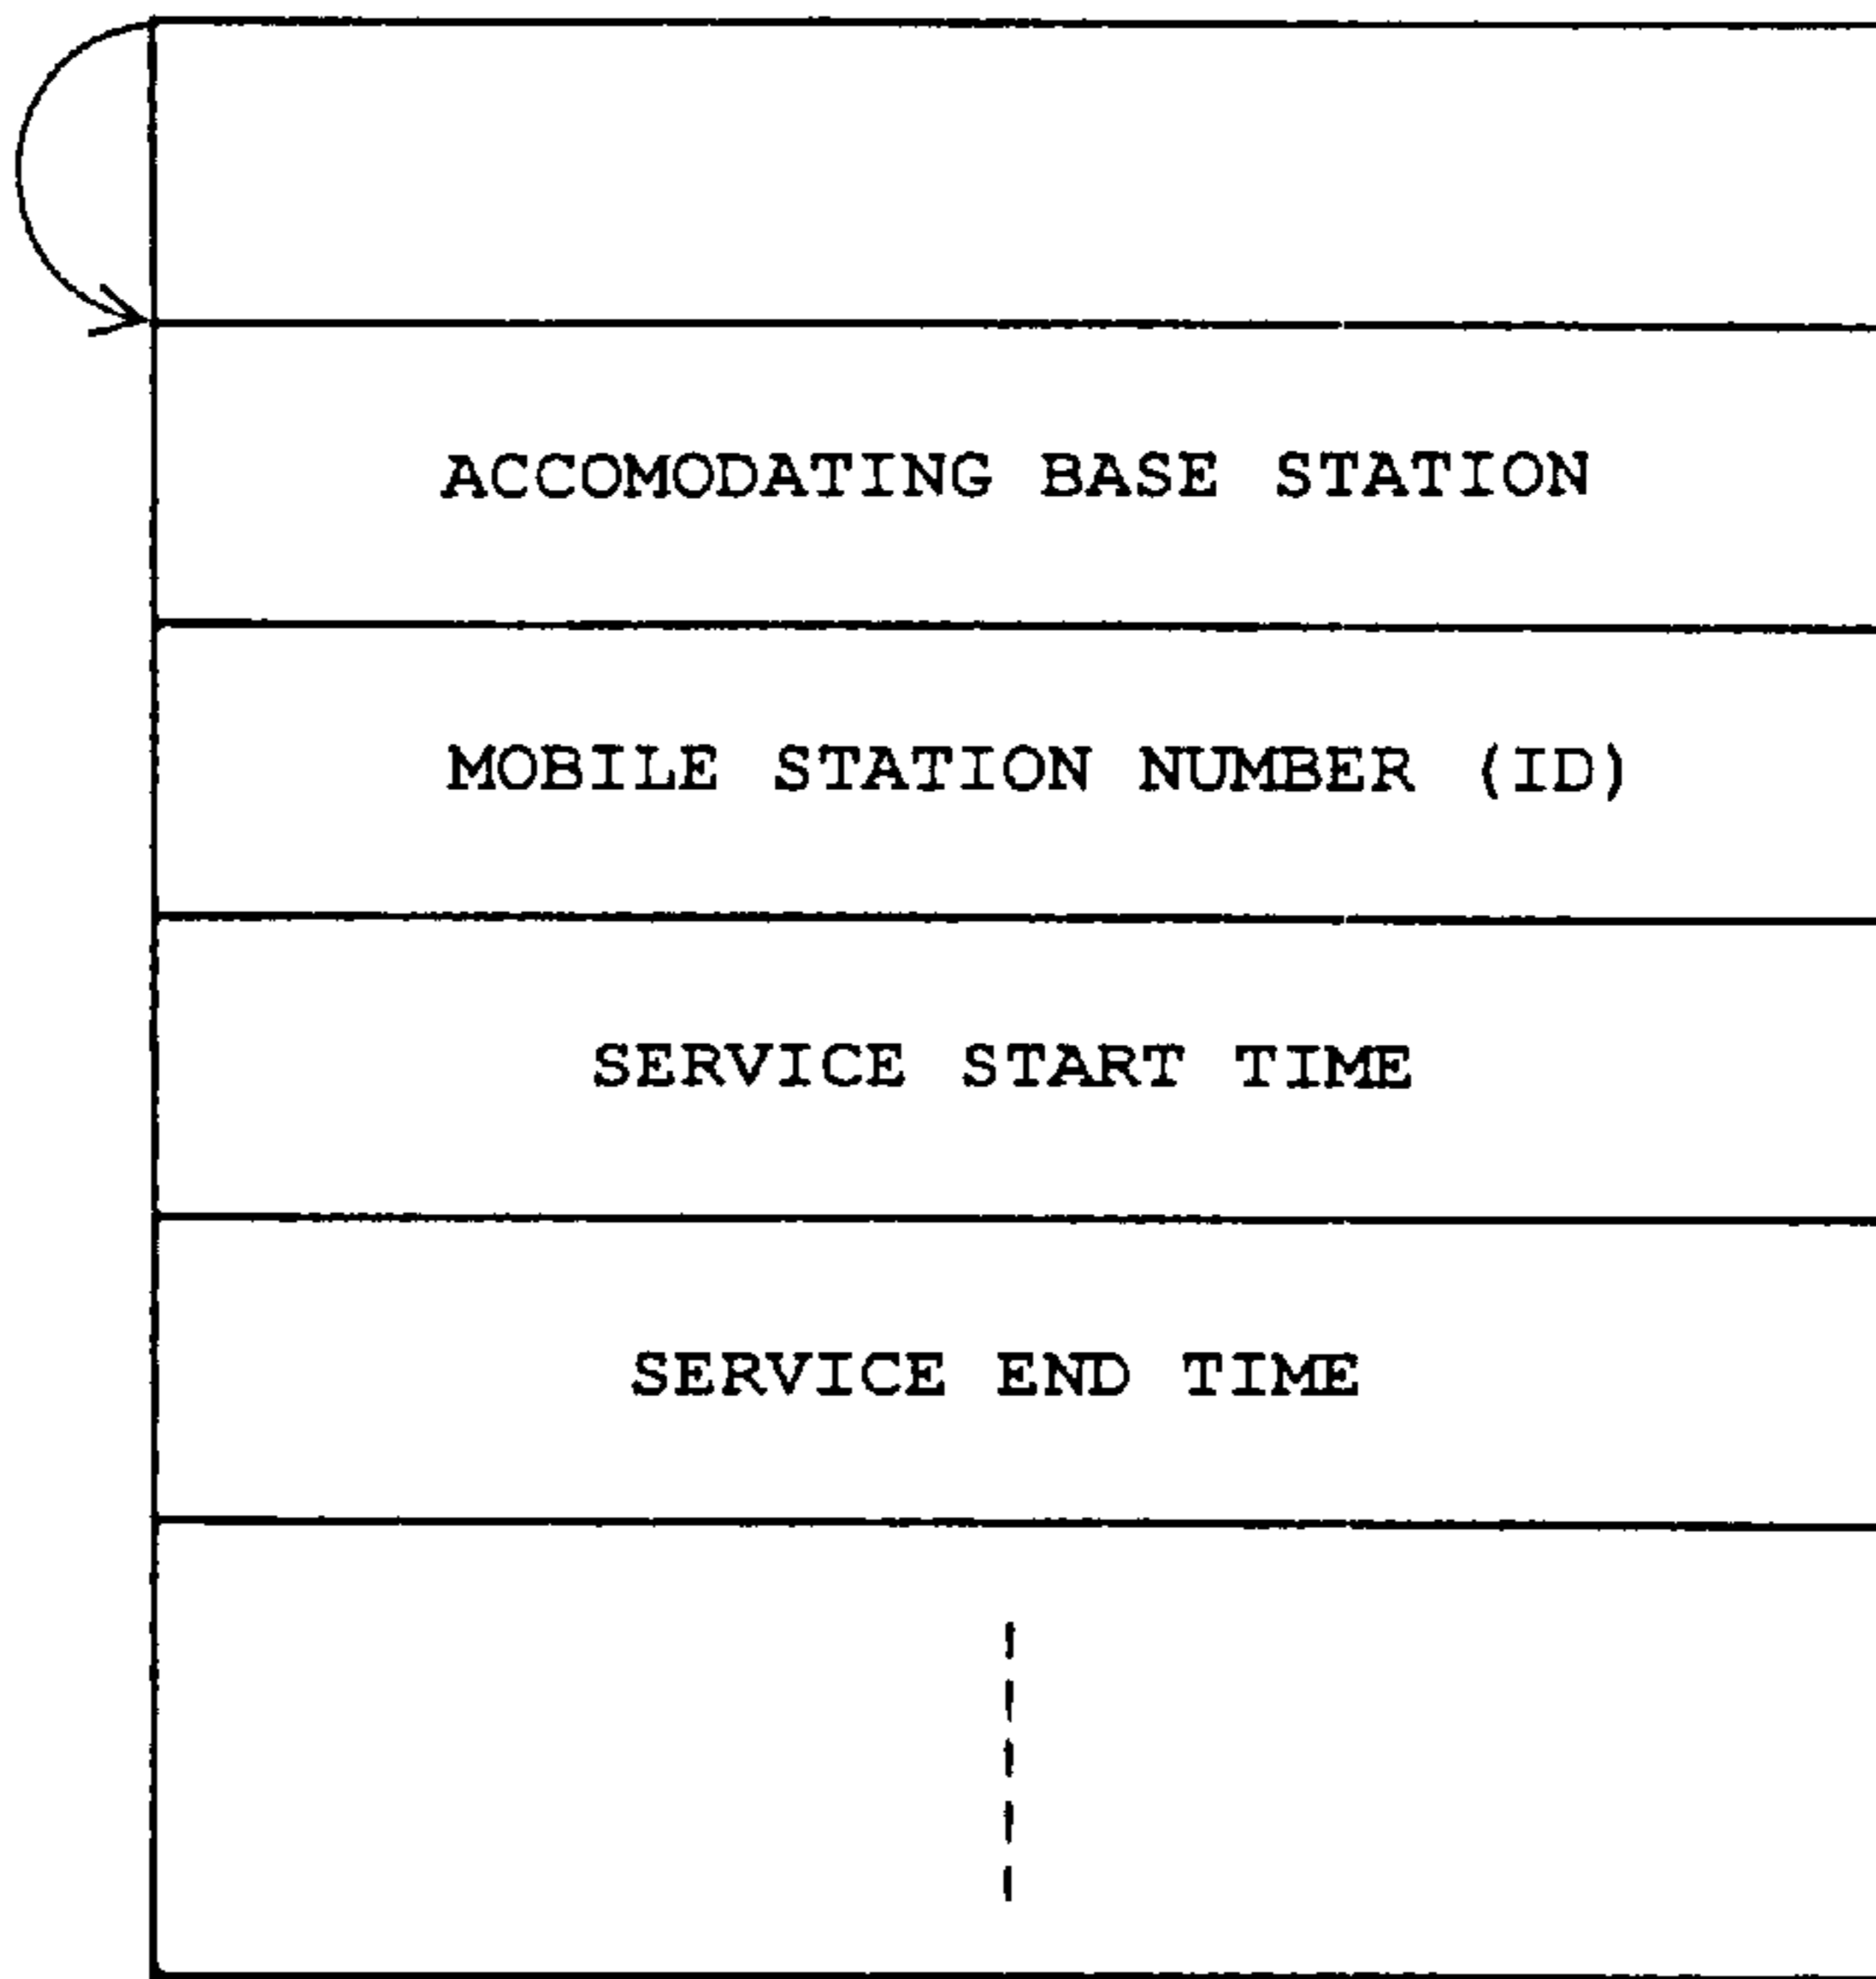 ACCOMODATING BASE STATION
MOBILE STATION NUMBER (ID)
SERVICE START TIME
SERVICE END TIME